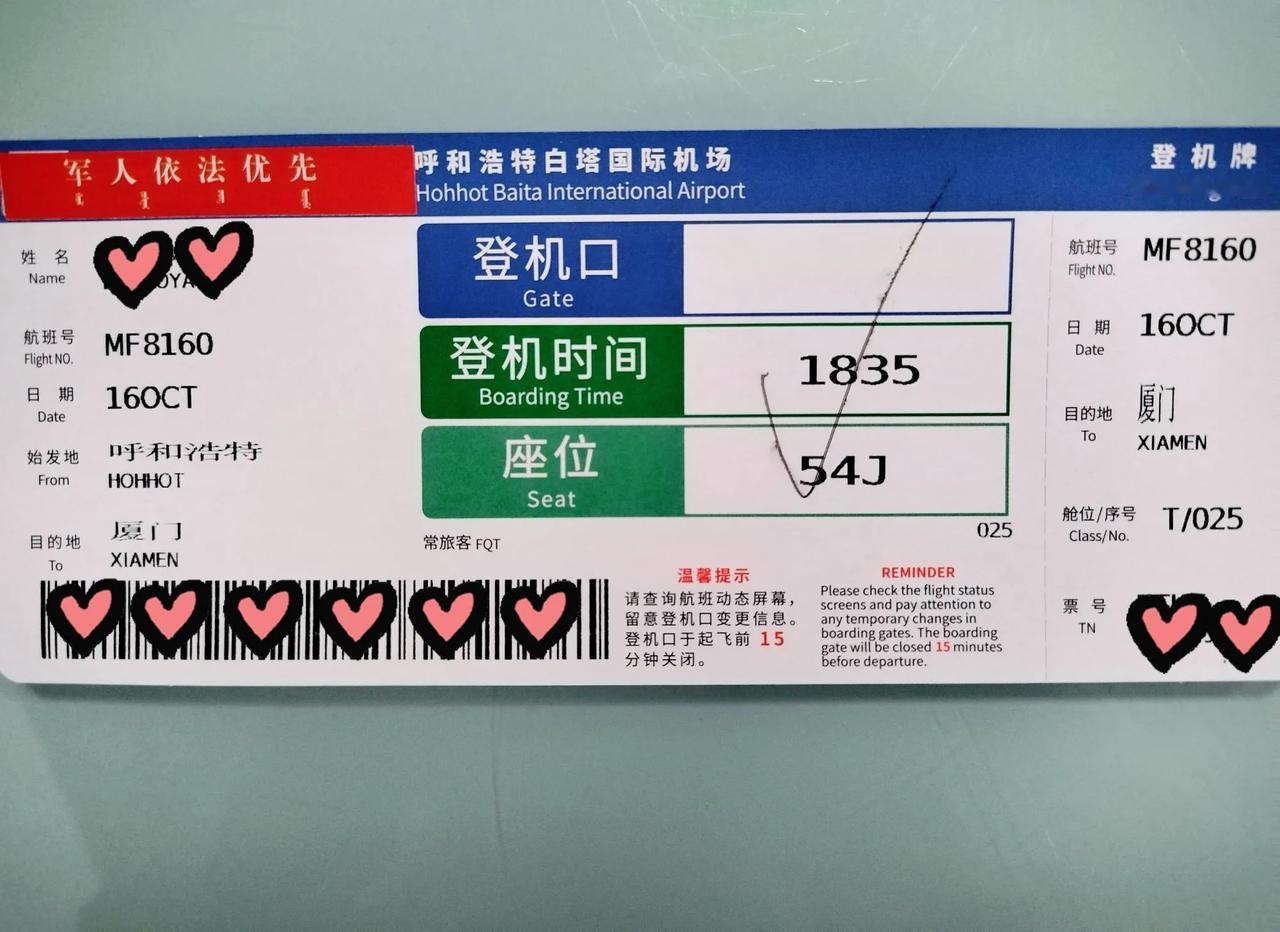 军人依法优先
呼和浩特白塔国际机场
Hohhot Baita International Airport
登机牌
姓名
Name
航班号 MF8160
Flight NO.
日期 16OCT
Date
始发地 呼和浩特
From HOHHOT
目的地 厦门
To XIAMEN
登机口
Gate
登机时间 1835
Boarding Time
座位 54J
Seat
025
常旅客 FQT
温馨提示
请查询航班动态屏幕，
留意登机口变更信息。
登机口于起飞前 15
分钟关闭。
REMINDER
Please check the flight status
screens and pay attention to
any temporary changes in
boarding gates. The boarding
gate will be closed 15 minutes
before departure.
航班号 MF8160
Flight NO.
日期 16OCT
Date
目的地 厦门
To XIAMEN
舱位/序号 T/025
Class/No.
票号
TN